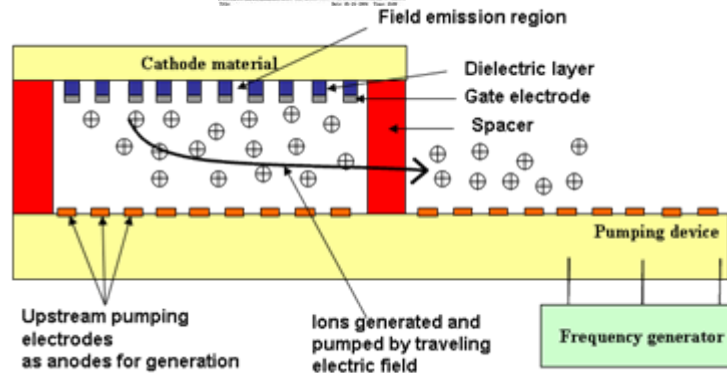 Field emission region
Cathode material
Dielectric layer
Gate electrode
Spacer
Pumping device
Upstream pumping
electrodes
as anodes for generation
Ions generated and
pumped by traveling
electric field
Frequency generator